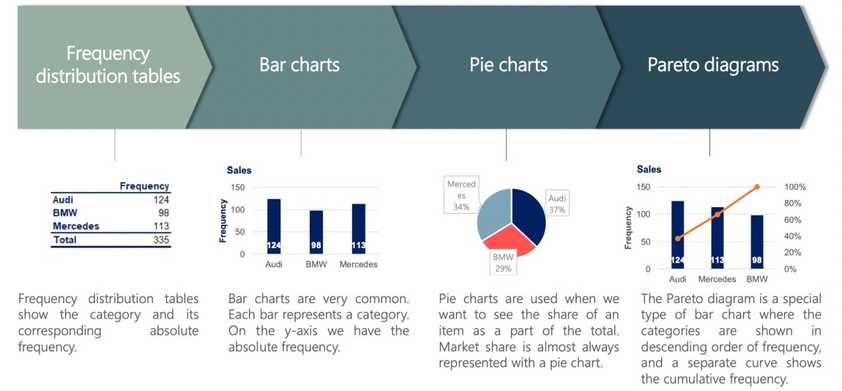 Frequency
distribution tables
Bar charts
Pie charts
Pareto diagrams
Frequency
Audi 124
BMW 98
Mercedes 113
Total 335
Sales
150
100
50
0
Frequency
124 98 113
Audi BMW Mercedes
Merced
es
34%
Audi
37%
BMW
29%
Sales
150
100
50
0
Frequency
124 113 98
Audi Mercedes BMW
100%
80%
60%
40%
20%
0%
Frequency distribution tables
show the category and its
corresponding absolute
frequency.
Bar charts are very common.
Each bar represents a category.
On the y-axis we have the
absolute frequency.
Pie charts are used when we
want to see the share of an
item as a part of the total.
Market share is almost always
represented with a pie chart.
The Pareto diagram is a special
type of bar chart where the
categories are shown in
descending order of frequency,
and a separate curve shows
the cumulative frequency.